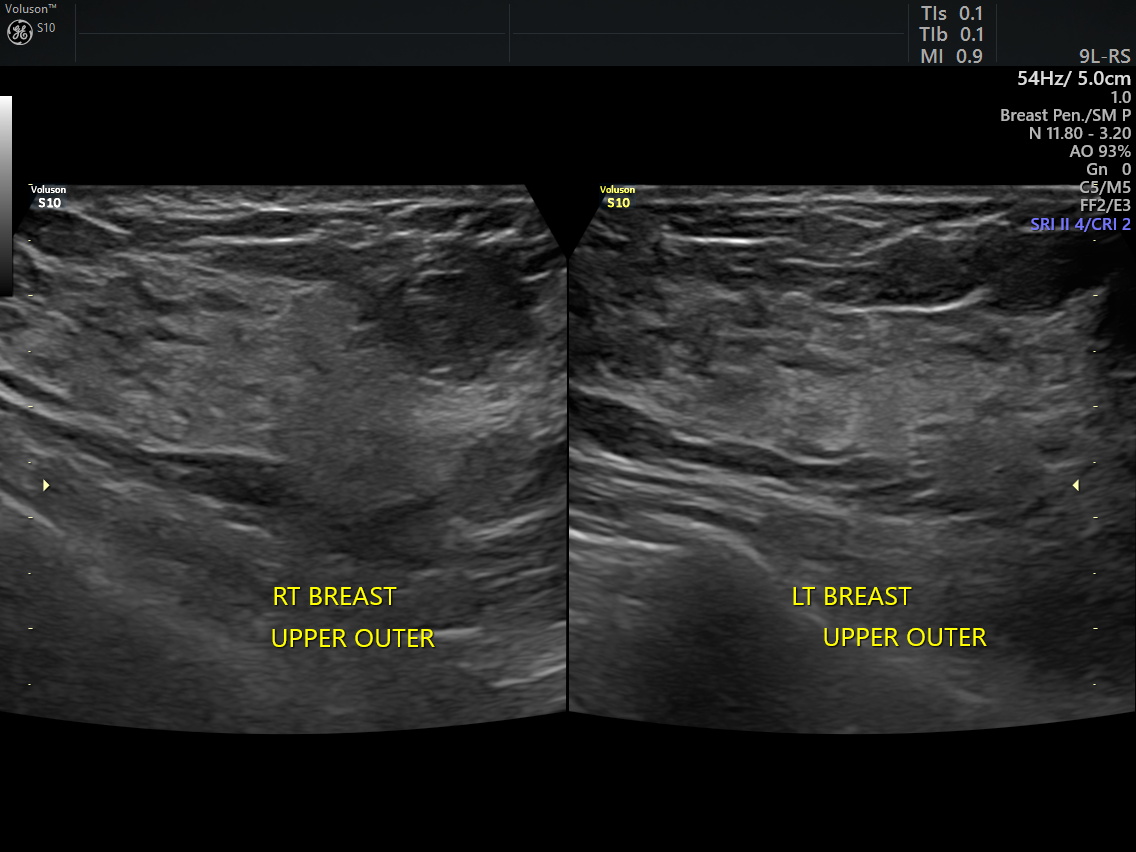 Voluson™
S10
TIs 0.1
TIb 0.1
MI 0.9
9L-RS
54Hz/ 5.0cm
1.0
Breast Pen./SM P
N 11.80 - 3.20
AO 93%
Gn 0
C5/M5
FF2/E3
SRI II 4/CRI 2
Voluson
S10
Voluson
S10
RT BREAST
UPPER OUTER
LT BREAST
UPPER OUTER